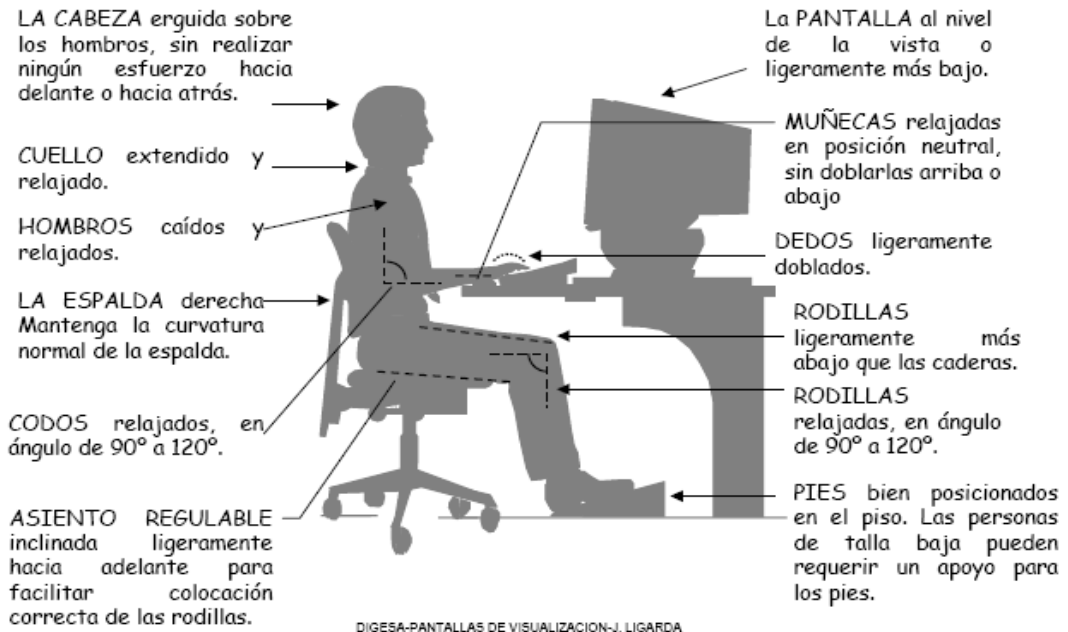 LA CABEZA erguida sobre
los hombros, sin realizar
ningún esfuerzo hacia
delante o hacia atrás.
CUELLO extendido y
relajado.
HOMBROS caídos y
relajados.
LA ESPALDA derecha
Mantenga la curvatura
normal de la espalda.
CODOS relajados, en
ángulo de 90º a 120º.
ASIENTO REGULABLE
inclinada ligeramente
hacia adelante para
facilitar colocación
correcta de las rodillas.
La PANTALLA al nivel
de la vista o
ligeramente más bajo.
MUÑECAS relajadas
en posición neutral,
sin doblarlas arriba o
abajo
DEDOS ligeramente
doblados.
RODILLAS
ligeramente más
abajo que las caderas.
RODILLAS
relajadas, en ángulo
de 90º a 120º.
PIES bien posicionados
en el piso. Las personas
de talla baja pueden
requerir un apoyo para
los pies.
DIGESA-PANTALLAS DE VISUALIZACION-J. LIGARDA